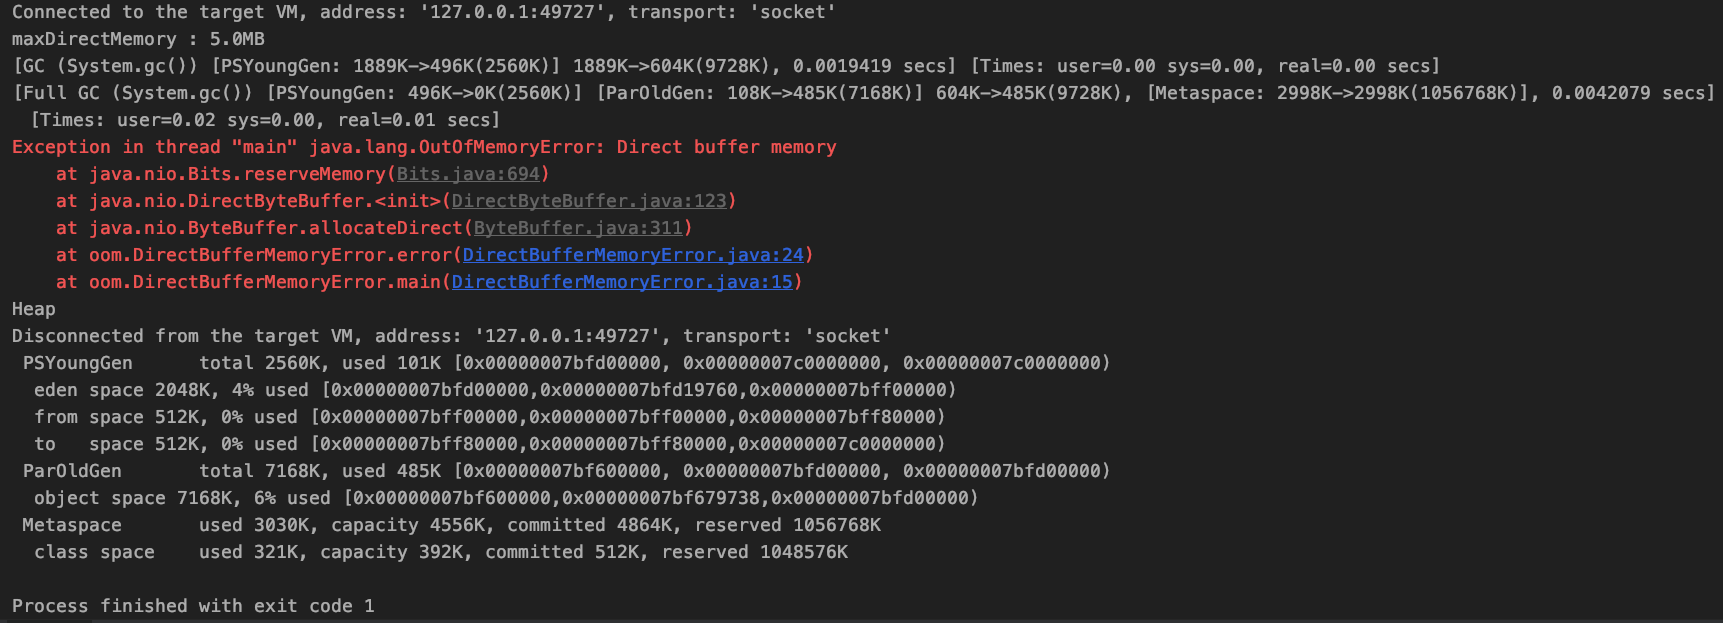 Connected to the target VM, address: '127.0.0.1:49727', transport: 'socket'
maxDirectMemory : 5.0MB
[GC (System.gc()) [PSYoungGen: 1889K->496K(2560K)] 1889K->604K(9728K), 0.0019419 secs] [Times: user=0.00 sys=0.00, real=0.00 secs]
[Full GC (System.gc()) [PSYoungGen: 496K->0K(2560K)] [ParOldGen: 108K->485K(7168K)] 604K->485K(9728K), [Metaspace: 2998K->2998K(1056768K)], 0.0042079 secs]
[Times: user=0.02 sys=0.00, real=0.01 secs]
Exception in thread "main" java.lang.OutOfMemoryError: Direct buffer memory
    at java.nio.Bits.reserveMemory(Bits.java:694)
    at java.nio.DirectByteBuffer.<init>(DirectByteBuffer.java:123)
    at java.nio.ByteBuffer.allocateDirect(ByteBuffer.java:311)
    at oom.DirectBufferMemoryError.error(DirectBufferMemoryError.java:24)
    at oom.DirectBufferMemoryError.main(DirectBufferMemoryError.java:15)
Heap
Disconnected from the target VM, address: '127.0.0.1:49727', transport: 'socket'
 PSYoungGen      total 2560K, used 101K [0x00000007bfd00000, 0x00000007c0000000, 0x00000007c0000000)
  eden space 2048K, 4% used [0x00000007bfd00000,0x00000007bfd19760,0x00000007bff00000)
  from space 512K, 0% used [0x00000007bff00000,0x00000007bff00000,0x00000007bff80000)
  to   space 512K, 0% used [0x00000007bff80000,0x00000007bff80000,0x00000007c0000000)
 ParOldGen       total 7168K, used 485K [0x00000007bf600000, 0x00000007bfd00000, 0x00000007bfd00000)
  object space 7168K, 6% used [0x00000007bf600000,0x00000007bf679738,0x00000007bfd00000)
 Metaspace       used 3030K, capacity 4556K, committed 4864K, reserved 1056768K
  class space    used 321K, capacity 392K, committed 512K, reserved 1048576K
Process finished with exit code 1